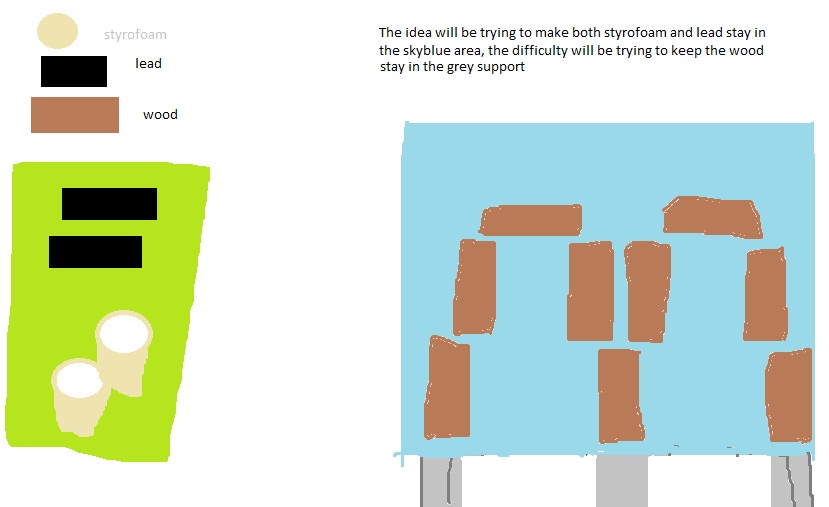 styrofoam
lead
wood
The idea will be trying to make both styrofoam and lead stay in
the skyblue area, the difficulty will be trying to keep the wood
stay in the grey support